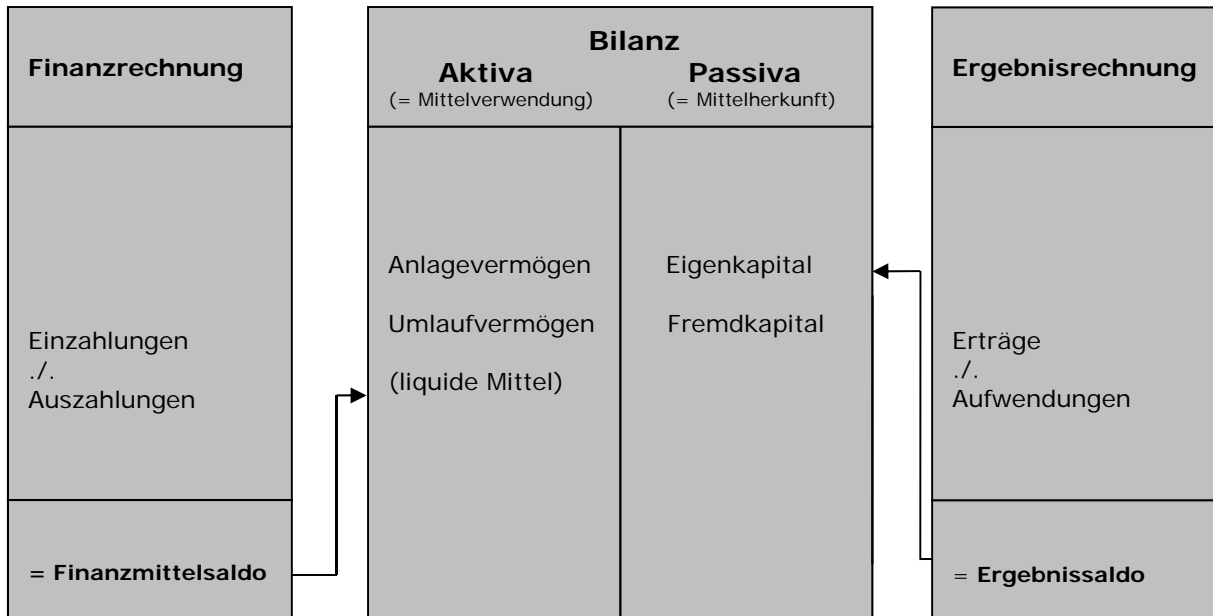 Finanzrechnung
Einzahlungen
./.
Auszahlungen
= Finanzmittelsaldo
Bilanz
Aktiva Passiva
(= Mittelverwendung) (= Mittelherkunft)
Anlagevermögen Eigenkapital
Umlaufvermögen Fremdkapital
(liquide Mittel)
Ergebnisrechnung
Erträge
./.
Aufwendungen
= Ergebnissaldo